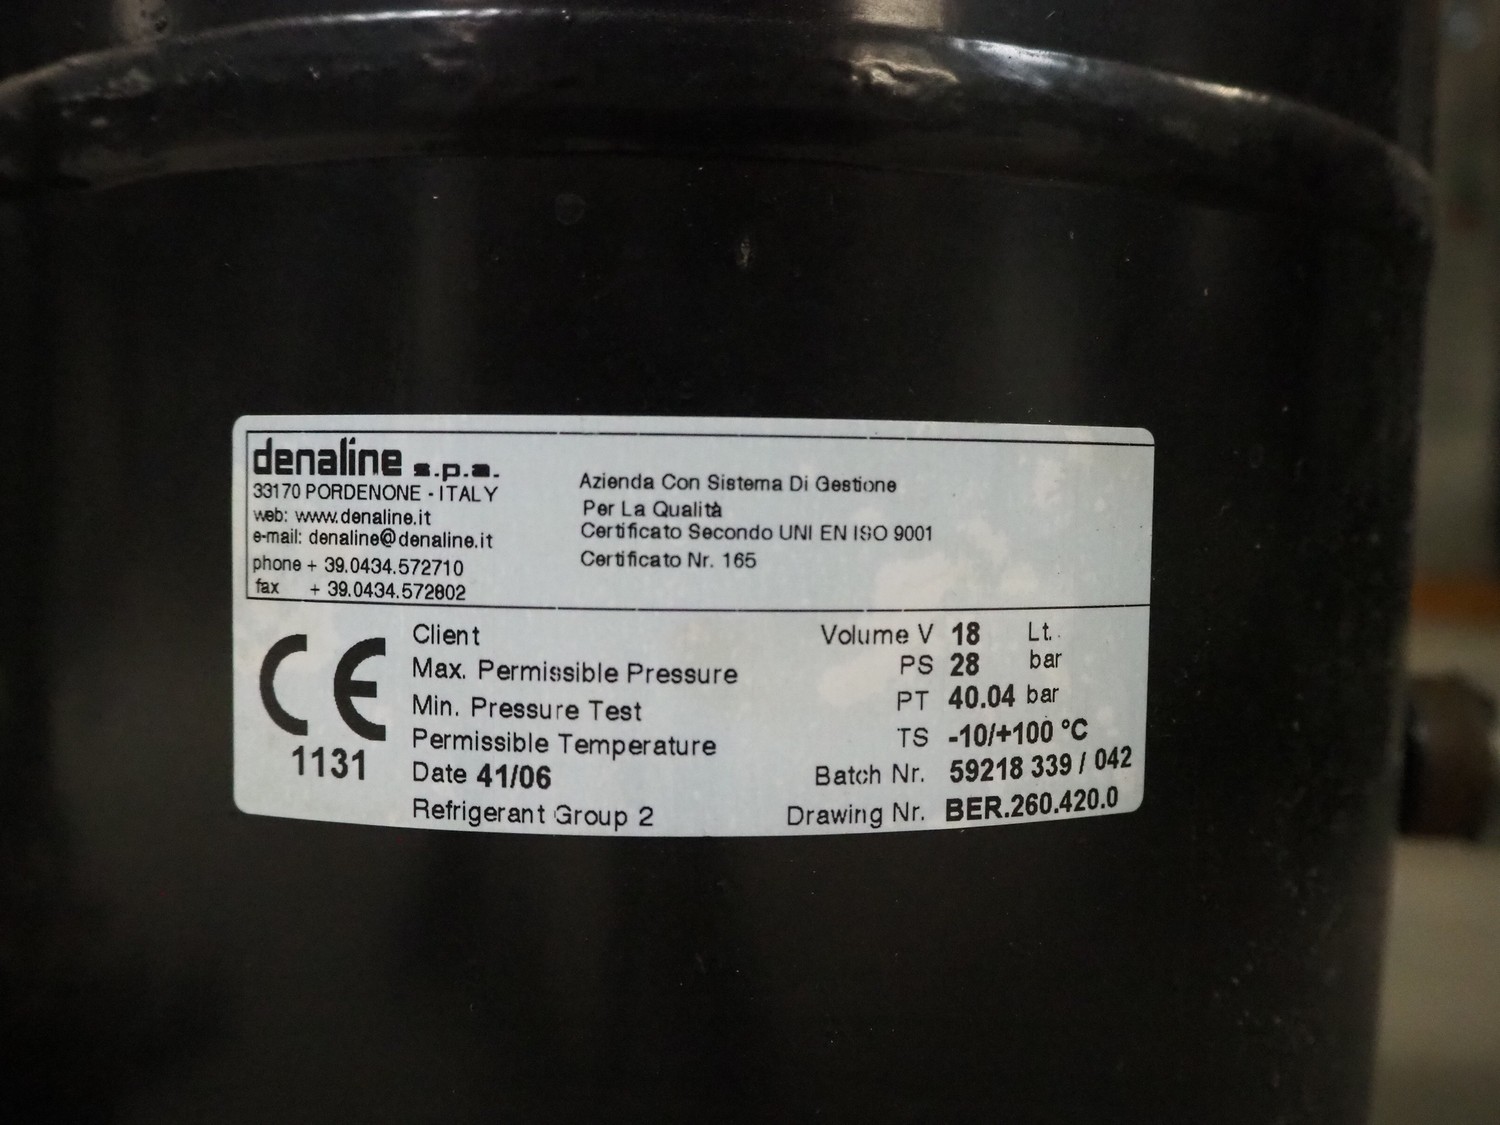 denaline s.p.a.
33170 PORDENONE - ITALY
web: www.denaline.it
e-mail: denaline@denaline.it
phone + 39.0434.572710
fax + 39.0434.572802
Azienda Con Sistema Di Gestione
Per La Qualità
Certificato Secondo UNI EN ISO 9001
Certificato Nr. 165
CE
1131
Client Volume V 18 Lt.
Max. Permissible Pressure PS 28 bar
Min. Pressure Test PT 40.04 bar
Permissible Temperature TS -10/+100 °C
Date 41/06 Batch Nr. 59218 339 / 042
Refrigerant Group 2 Drawing Nr. BER.260.420.0